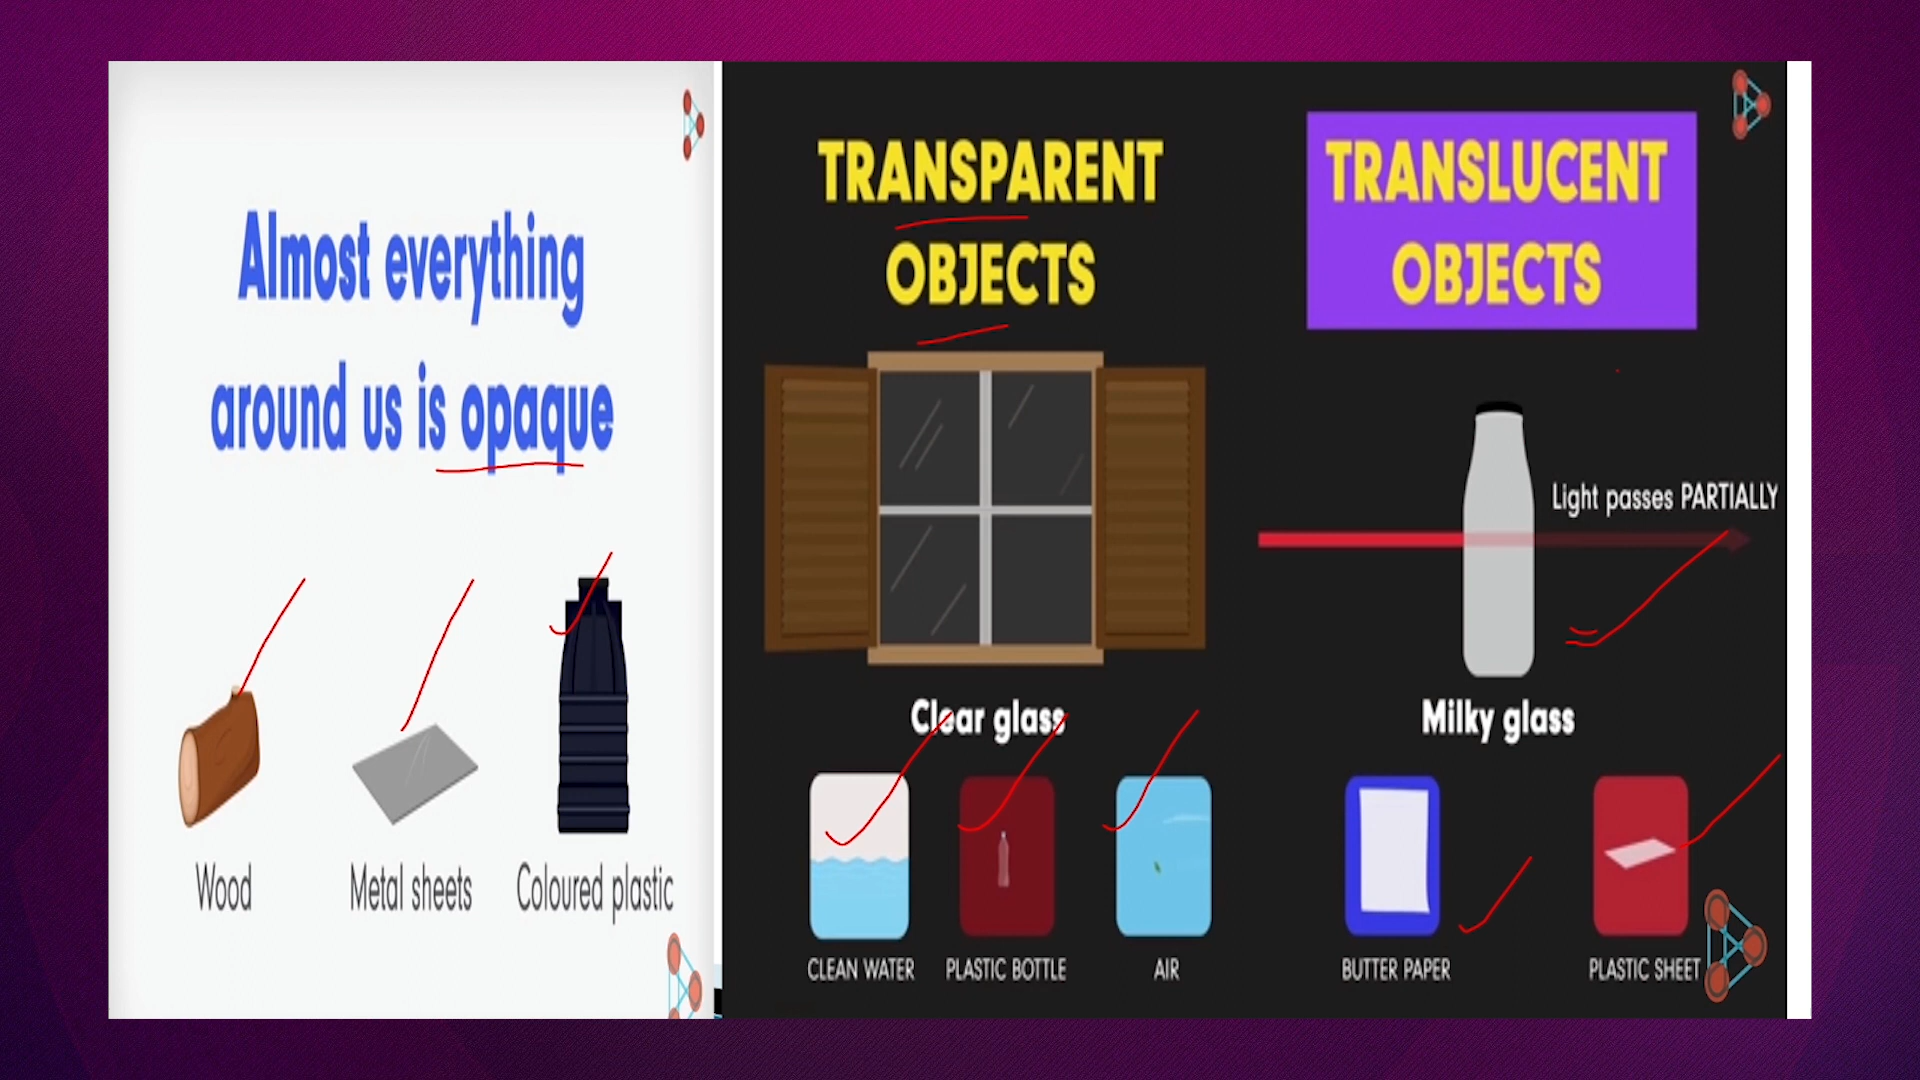 Almost everything
around us is opaque
Wood
Metal sheets
Coloured plastic
TRANSPARENT
OBJECTS
Clear glass
CLEAN WATER
PLASTIC BOTTLE
AIR
TRANSLUCENT
OBJECTS
Light passes PARTIALLY
Milky glass
BUTTER PAPER
PLASTIC SHEET